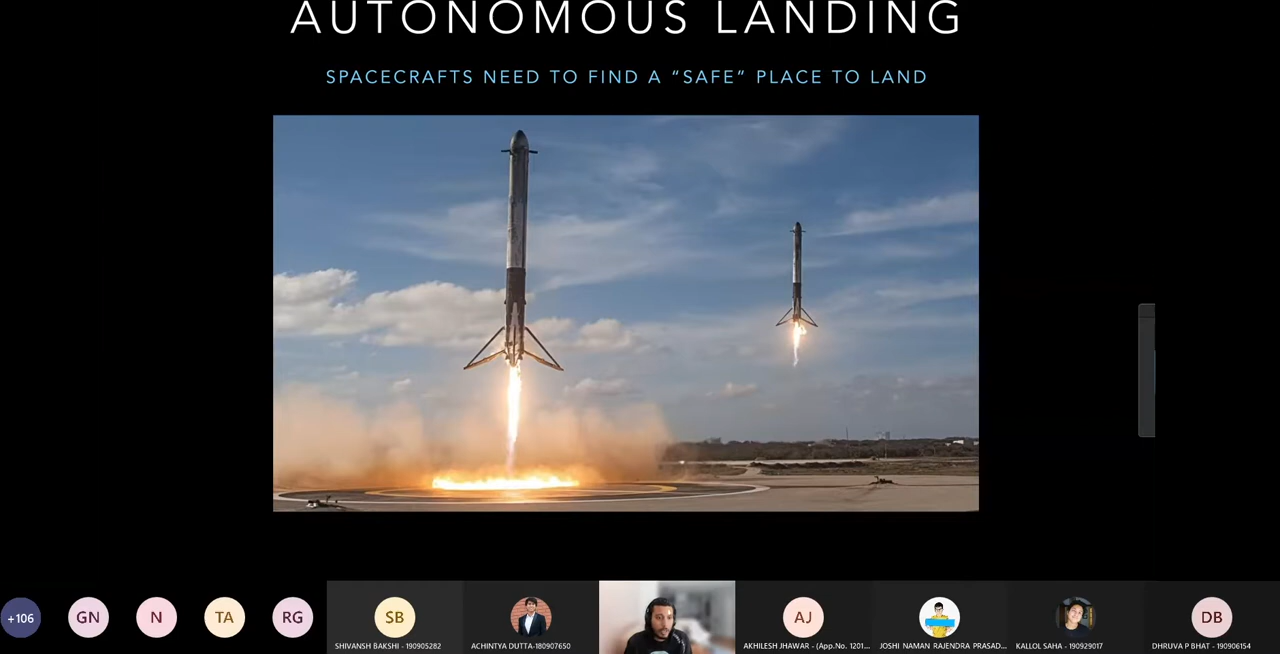 AUTONOMOUS LANDING
SPACECRAFTS NEED TO FIND A “SAFE” PLACE TO LAND
+106
GN
N
TA
RG
SB
SHIVANSH BAKSHI - 190905282
ACHINTYA DUTTA-180907650
AJ
AKHILESH JHAWAR - (App.No. 1201...
JOSHI NAMAN RAJENDRA PRASAD...
KALLOL SAHA - 190929017
DB
DHRUVA P BHAT - 190906154